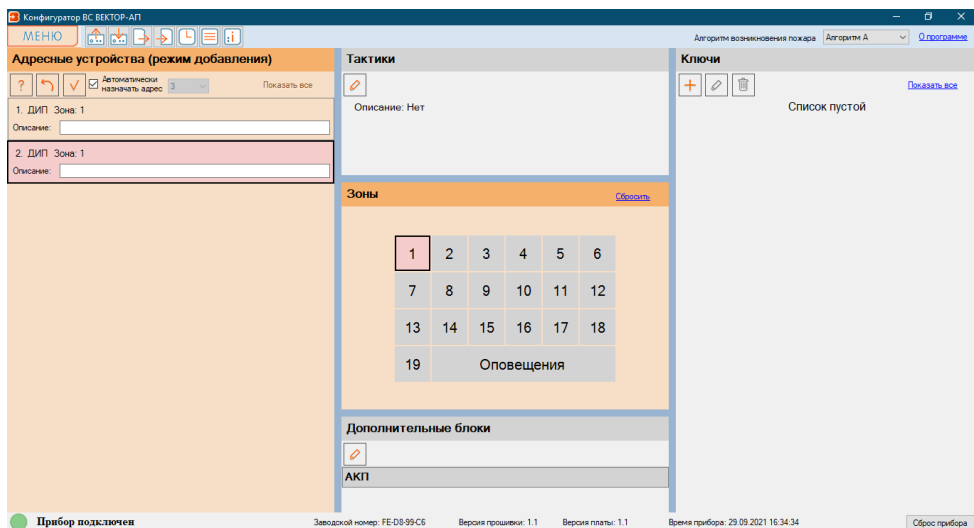 Конфигуратор ВС ВЕКТОР-АП
МЕНЮ
Алгоритм возникновения пожара Алгоритм А О программе
Адресные устройства (режим добавления)
? Автоматически назначать адрес 3 Показать все
1. ДИП Зона: 1
Описание:
2. ДИП Зона: 1
Описание:
Тактики
Описание: Нет
Зоны Сбросить
1 2 3 4 5 6
7 8 9 10 11 12
13 14 15 16 17 18
19 Оповещения
Дополнительные блоки
АКП
Ключи
Показать все
Список пустой
Прибор подключен Заводской номер: FE-D8-99-C6 Версия прошивки: 1.1 Версия платы: 1.1 Время прибора: 29.09.2021 16:34:34 Сброс прибора